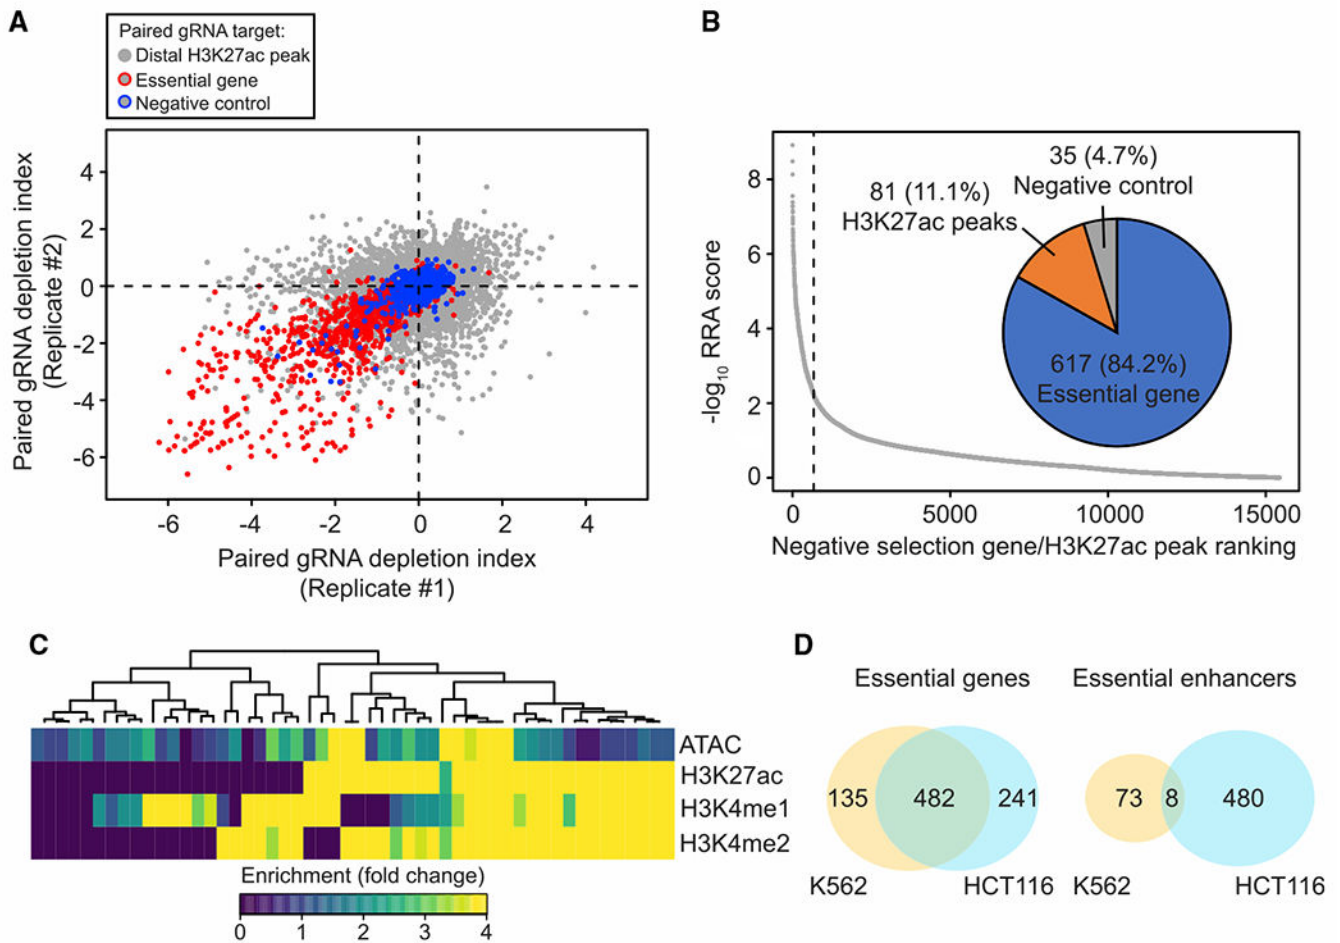 A
Paired gRNA target:
Distal H3K27ac peak
Essential gene
Negative control
Paired gRNA depletion index
(Replicate #2)
4
2
0
-2
-4
-6
-6 -4 -2 0 2 4
Paired gRNA depletion index
(Replicate #1)
B
-log10 RRA score
8
6
4
2
0
35 (4.7%)
Negative control
81 (11.1%)
H3K27ac peaks
617 (84.2%)
Essential gene
0 5000 10000 15000
Negative selection gene/H3K27ac peak ranking
C
ATAC
H3K27ac
H3K4me1
H3K4me2
Enrichment (fold change)
0 1 2 3 4
D
Essential genes
135 482 241
K562 HCT116
Essential enhancers
73 8 480
K562 HCT116